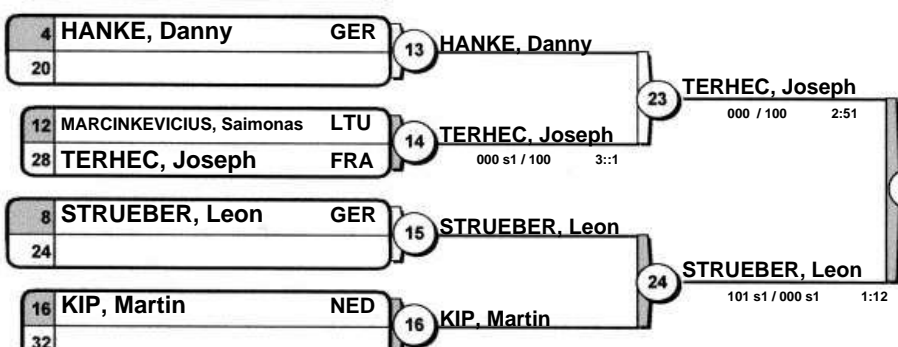 4 HANKE, Danny GER
20
13 HANKE, Danny
12 MARCINKEVICIUS, Saimonas LTU
28 TERHEC, Joseph FRA
14 TERHEC, Joseph
000 s1 / 100 3::1
23 TERHEC, Joseph
000 / 100 2:51
8 STRUEBER, Leon GER
24
15 STRUEBER, Leon
16 KIP, Martin NED
32
16 KIP, Martin
24 STRUEBER, Leon
101 s1 / 000 s1 1:12